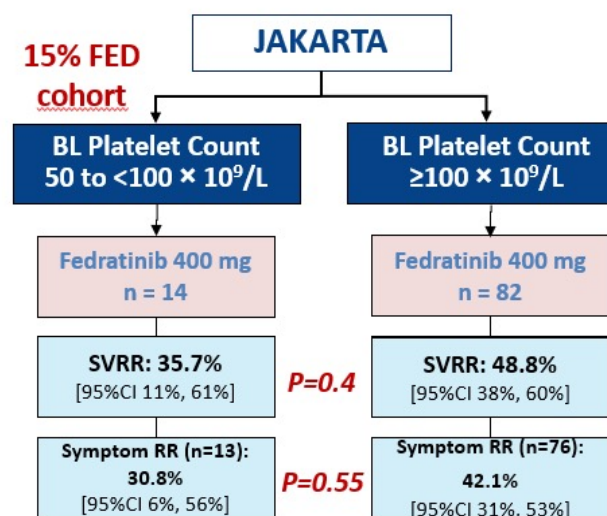 JAKARTA
15% FED
cohort
BL Platelet Count
50 to <100 × 10⁹/L
BL Platelet Count
≥100 × 10⁹/L
Fedratinib 400 mg
n = 14
Fedratinib 400 mg
n = 82
SVRR: 35.7%
[95%CI 11%, 61%]
P=0.4
SVRR: 48.8%
[95%CI 38%, 60%]
Symptom RR (n=13):
30.8%
[95%CI 6%, 56%]
P=0.55
Symptom RR (n=76):
42.1%
[95%CI 31%, 53%]